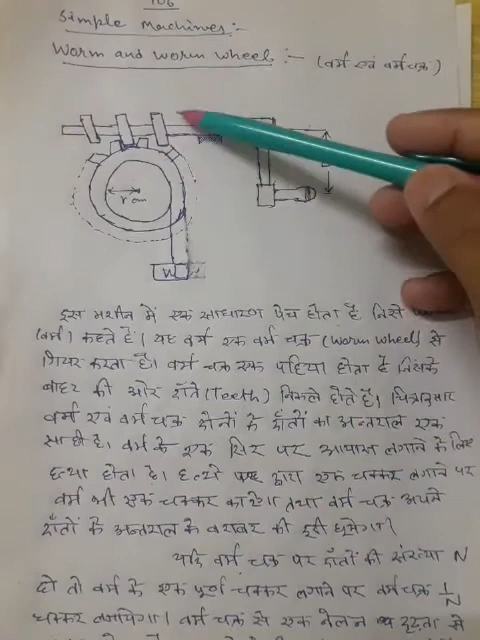 106
Simple Machines:-
Worm and Worm Wheel :- (वर्म एवं वर्म चक्र)
r cm
W
इस मशीन में एक साधारण पेच होता है जिसे
(वर्म) कहते हैं। यह वर्म एक वर्म चक्र (worm wheel) से
गियर करता है। वर्म चक्र एक पहिया होता है जिसके
बाहर की ओर दाँते (Teeth) निकले होते हैं। चित्रानुसार
वर्म एवं वर्म चक्र दोनों के दाँतों का अन्तराल एक
सा ही है। वर्म के एक सिरे पर आयास लगाने के लिए
हत्था होता है। हत्थे द्वारा एक चक्कर लगाने पर
वर्म भी एक चक्कर काटेगा तथा वर्म चक्र अपने
दाँतों के अन्तराल के बराबर की दूरी घूमेगा।
यदि वर्म चक्र पर दाँतों की संख्या N
हो तो वर्म के एक पूर्ण चक्कर लगाने पर वर्म चक्र 1/N
चक्कर लगायेगा। वर्म चक्र से एक बेलन दृढ़ता से